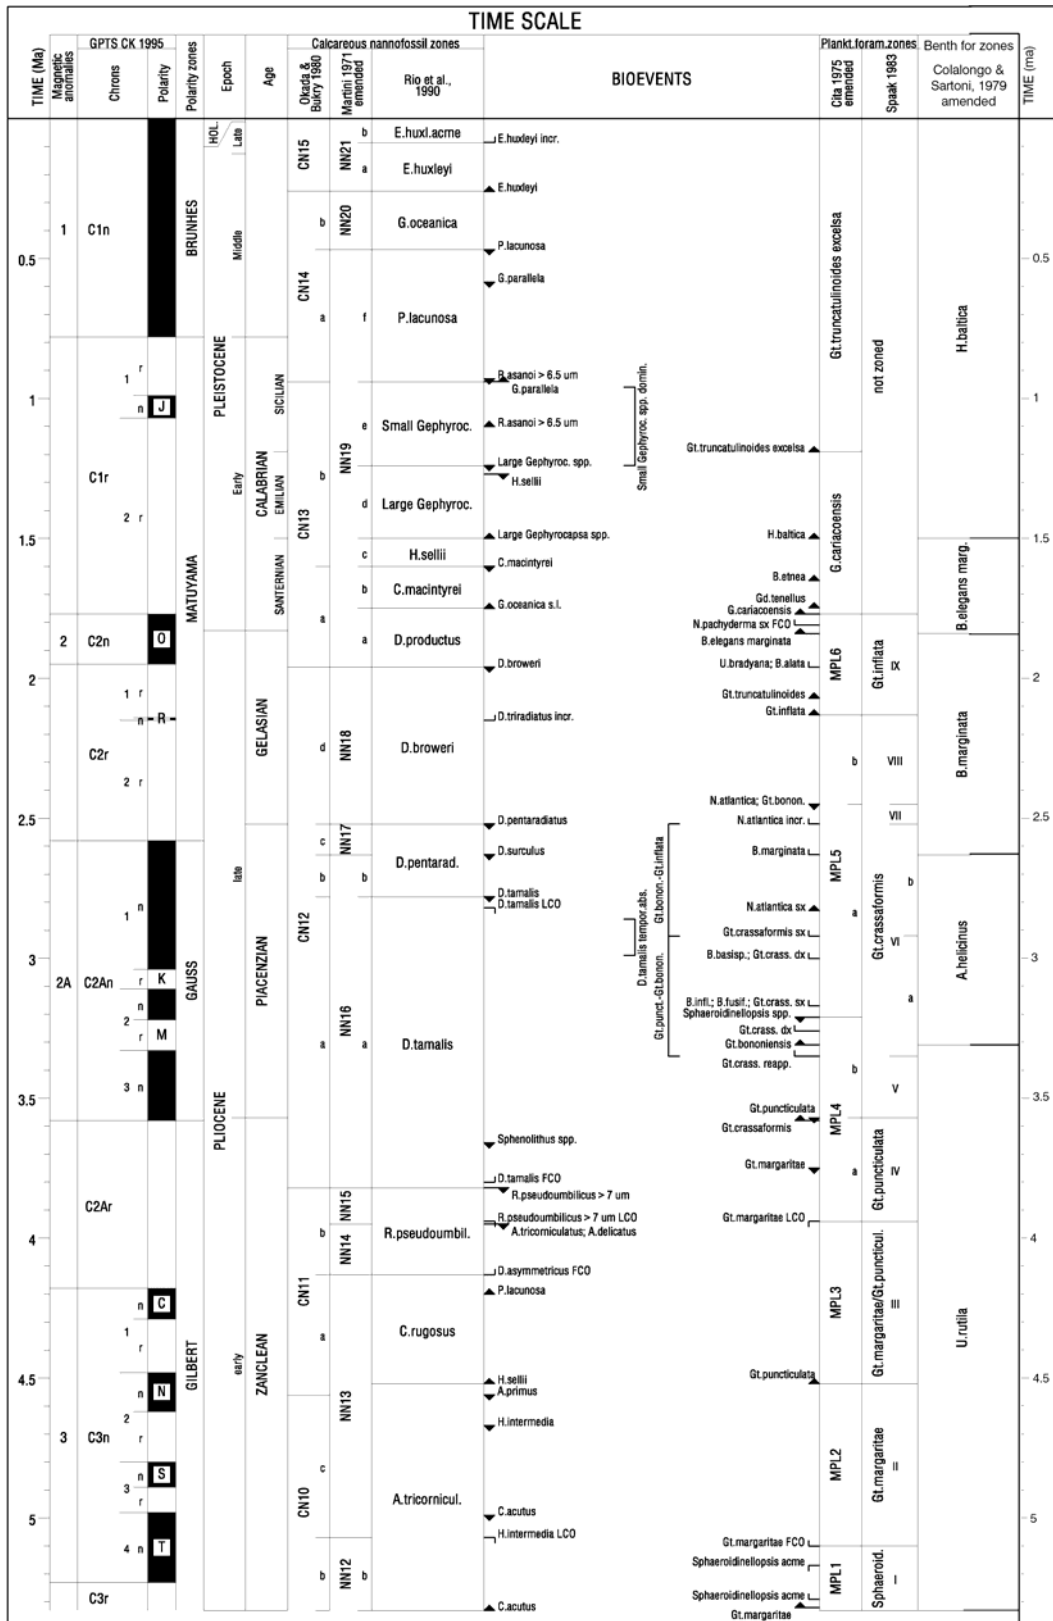 TIME SCALE
GPTS CK 1995
Calcareous nannofossil zones
Plankt.foram.zones
Benth for zones
TIME (Ma)
Magnetic anomalies
Chrons
Polarity
Polarity zones
Epoch
Age
Okada & Bukry 1980
Martini 1971 emended
Rio et al., 1990
BIOEVENTS
Cita 1975 emended
Spaak 1983
Colalongo & Sartoni, 1979 amended
TIME (ma)
0.5
1
1.5
2
2.5
3
3.5
4
4.5
5
1
2
2A
3
C1n
C1r
C2n
C2r
C2An
C2Ar
C3n
C3r
1 r
n
2 r
1 r
n
2 r
n
1
r
n
2
r
3 n
n
1
r
n
2
r
n
3
r
4 n
J
O
R
K
M
C
N
S
T
BRUNHES
MATUYAMA
GAUSS
GILBERT
HOL.
PLEISTOCENE
PLIOCENE
Late
Middle
Early
late
early
SICILIAN
EMILIAN
SANTERNIAN
CALABRIAN
GELASIAN
PIACENZIAN
ZANCLEAN
CN15
b
CN14
a
b
CN13
a
d
c
b
CN12
a
b
CN11
a
c
CN10
b
NN21
b
a
NN20
f
e
NN19
d
c
b
a
NN18
NN17
b
NN16
a
NN15
NN14
NN13
NN12 b
E.huxl.acme
E.huxleyi
G.oceanica
P.lacunosa
Small Gephyroc.
Large Gephyroc.
H.sellii
C.macintyrei
D.productus
D.broweri
D.pentarad.
D.tamalis
R.pseudoumbil.
C.rugosus
A.tricornicul.
E.huxleyi incr.
E.huxleyi
P.lacunosa
G.parallela
R.asanoi > 6.5 um
G.parallela
R.asanoi > 6.5 um
Large Gephyroc. spp.
H.sellii
Large Gephyrocapsa spp.
C.macintyrei
G.oceanica s.l.
D.broweri
D.triradiatus incr.
D.pentaradiatus
D.surculus
D.tamalis
D.tamalis LCO
Sphenolithus spp.
D.tamalis FCO
R.pseudoumbilicus > 7 um
R.pseudoumbilicus > 7 um LCO
A.tricorniculatus; A.delicatus
D.asymmetricus FCO
P.lacunosa
H.sellii
A.primus
H.intermedia
C.acutus
H.intermedia LCO
C.acutus
Small Gephyroc. spp. domin.
D.tamalis tempor.abs.
Gt.bonon.-Gt.inflata
Gt.punct.-Gt.bonon.
Gt.truncatulinoides excelsa
H.baltica
B.etnea
Gd.tenellus
G.cariacoensis
N.pachyderma sx FCO
B.elegans marginata
U.bradyana; B.alata
Gt.truncatulinoides
Gt.inflata
N.atlantica; Gt.bonon.
N.atlantica incr.
B.marginata
N.atlantica sx
Gt.crassaformis sx
B.basisp.; Gt.crass. dx
B.infl.; B.fusif.; Gt.crass. sx
Sphaeroidinellopsis spp.
Gt.crass. dx
Gt.bononiensis
Gt.crass. reapp.
Gt.puncticulata
Gt.crassaformis
Gt.margaritae
Gt.margaritae LCO
Gt.puncticulata
Gt.margaritae FCO
Sphaeroidinellopsis acme
Sphaeroidinellopsis acme
Gt.margaritae
Gt.truncatulinoides excelsa
G.cariacoensis
MPL6
b
MPL5
a
b
MPL4
a
MPL3
MPL2
MPL1
not zoned
Gt.inflata
IX
VIII
VII
Gt.crassaformis
b
VI
a
V
Gt.puncticulata
IV
Gt.margaritae/Gt.puncticul.
III
Gt.margaritae
II
Sphaeroid.
I
H.baltica
B.elegans marg.
B.marginata
A.helicinus
U.rutila
0.5
1
1.5
2
2.5
3
3.5
4
4.5
5